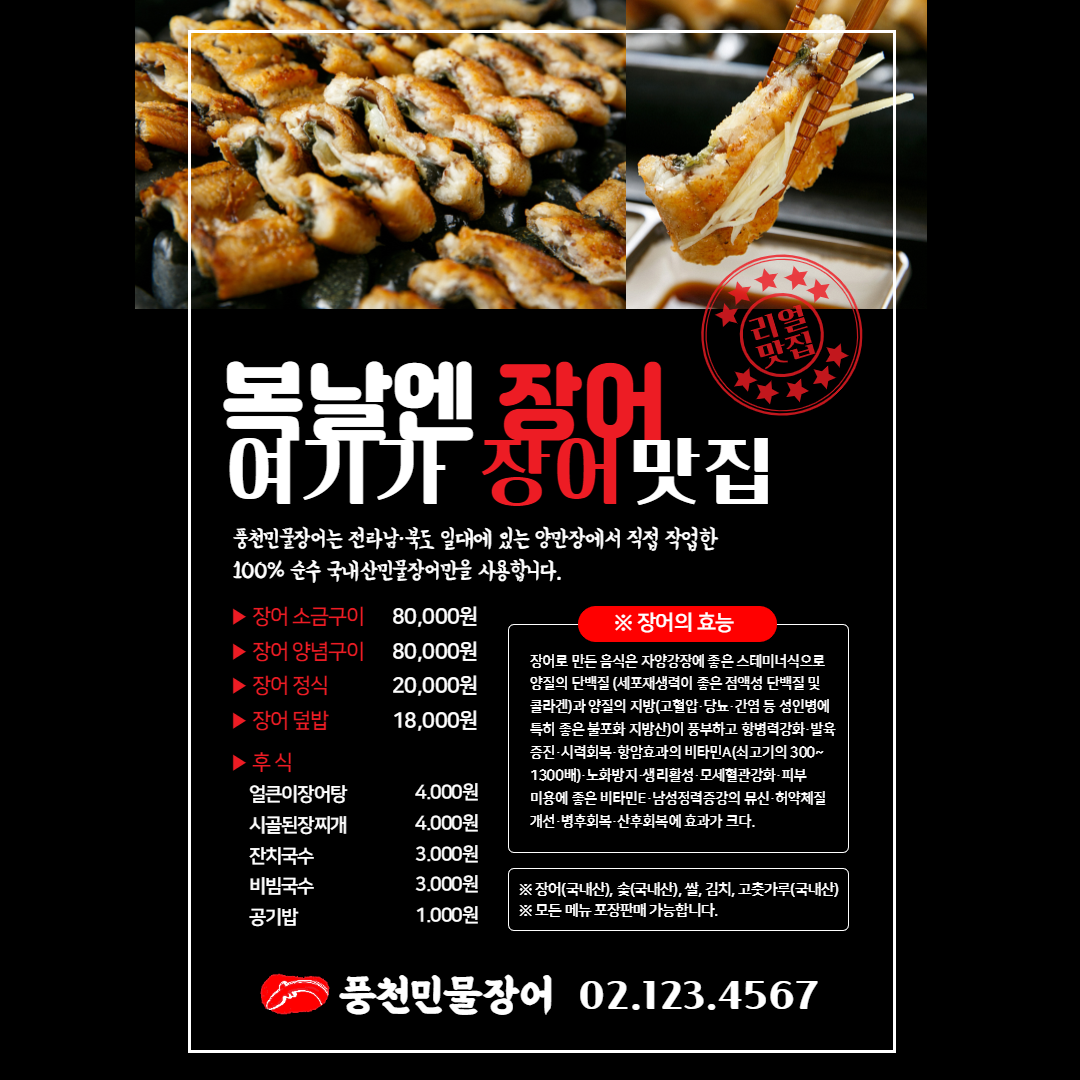 리얼
맛집
복날엔 장어
여기가 장어맛집
풍천민물장어는 전라남·북도 일대에 있는 양만장에서 직접 작업한
100% 순수 국내산민물장어만을 사용합니다.
▶ 장어 소금구이 80,000원
▶ 장어 양념구이 80,000원
▶ 장어 정식 20,000원
▶ 장어 덮밥 18,000원
▶ 후 식
얼큰이장어탕 4.000원
시골된장찌개 4.000원
잔치국수 3.000원
비빔국수 3.000원
공기밥 1.000원
※ 장어의 효능
장어로 만든 음식은 자양강장에 좋은 스테미너식으로
양질의 단백질 (세포재생력이 좋은 점액성 단백질 및
콜라겐)과 양질의 지방(고혈압·당뇨·간염 등 성인병에
특히 좋은 불포화 지방산)이 풍부하고 항병력강화·발육
증진·시력회복·항암효과의 비타민A(쇠고기의 300~
1300배)·노화방지·생리활성·모세혈관강화·피부
미용에 좋은 비타민E·남성정력증강의 뮤신·허약체질
개선·병후회복·산후회복에 효과가 크다.
※ 장어(국내산), 숯(국내산), 쌀, 김치, 고춧가루(국내산)
※ 모든 메뉴 포장판매 가능합니다.
풍천민물장어 02.123.4567